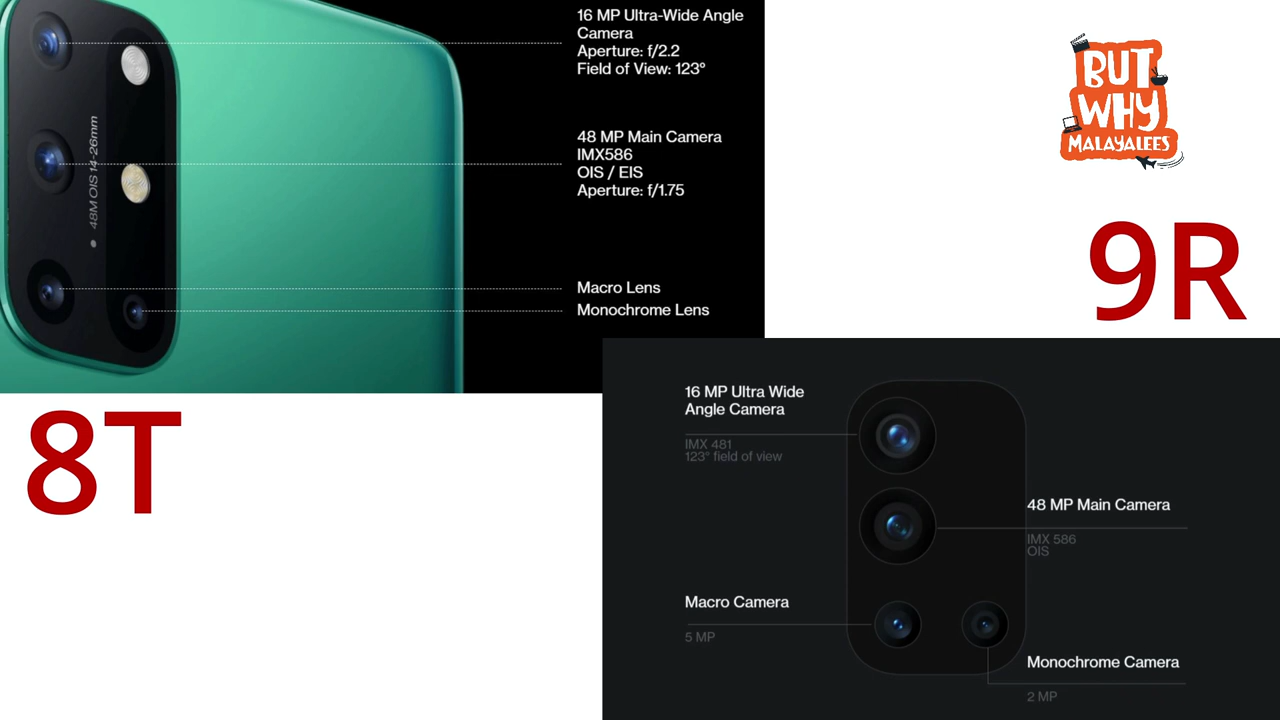 16 MP Ultra-Wide Angle
Camera
Aperture: f/2.2
Field of View: 123°
48 MP Main Camera
IMX586
OIS / EIS
Aperture: f/1.75
Macro Lens
Monochrome Lens
48M OIS 14-26mm
8T
BUT
WHY
MALAYALEES
9R
16 MP Ultra Wide
Angle Camera
IMX 481
123° field of view
48 MP Main Camera
IMX 586
OIS
Macro Camera
5 MP
Monochrome Camera
2 MP